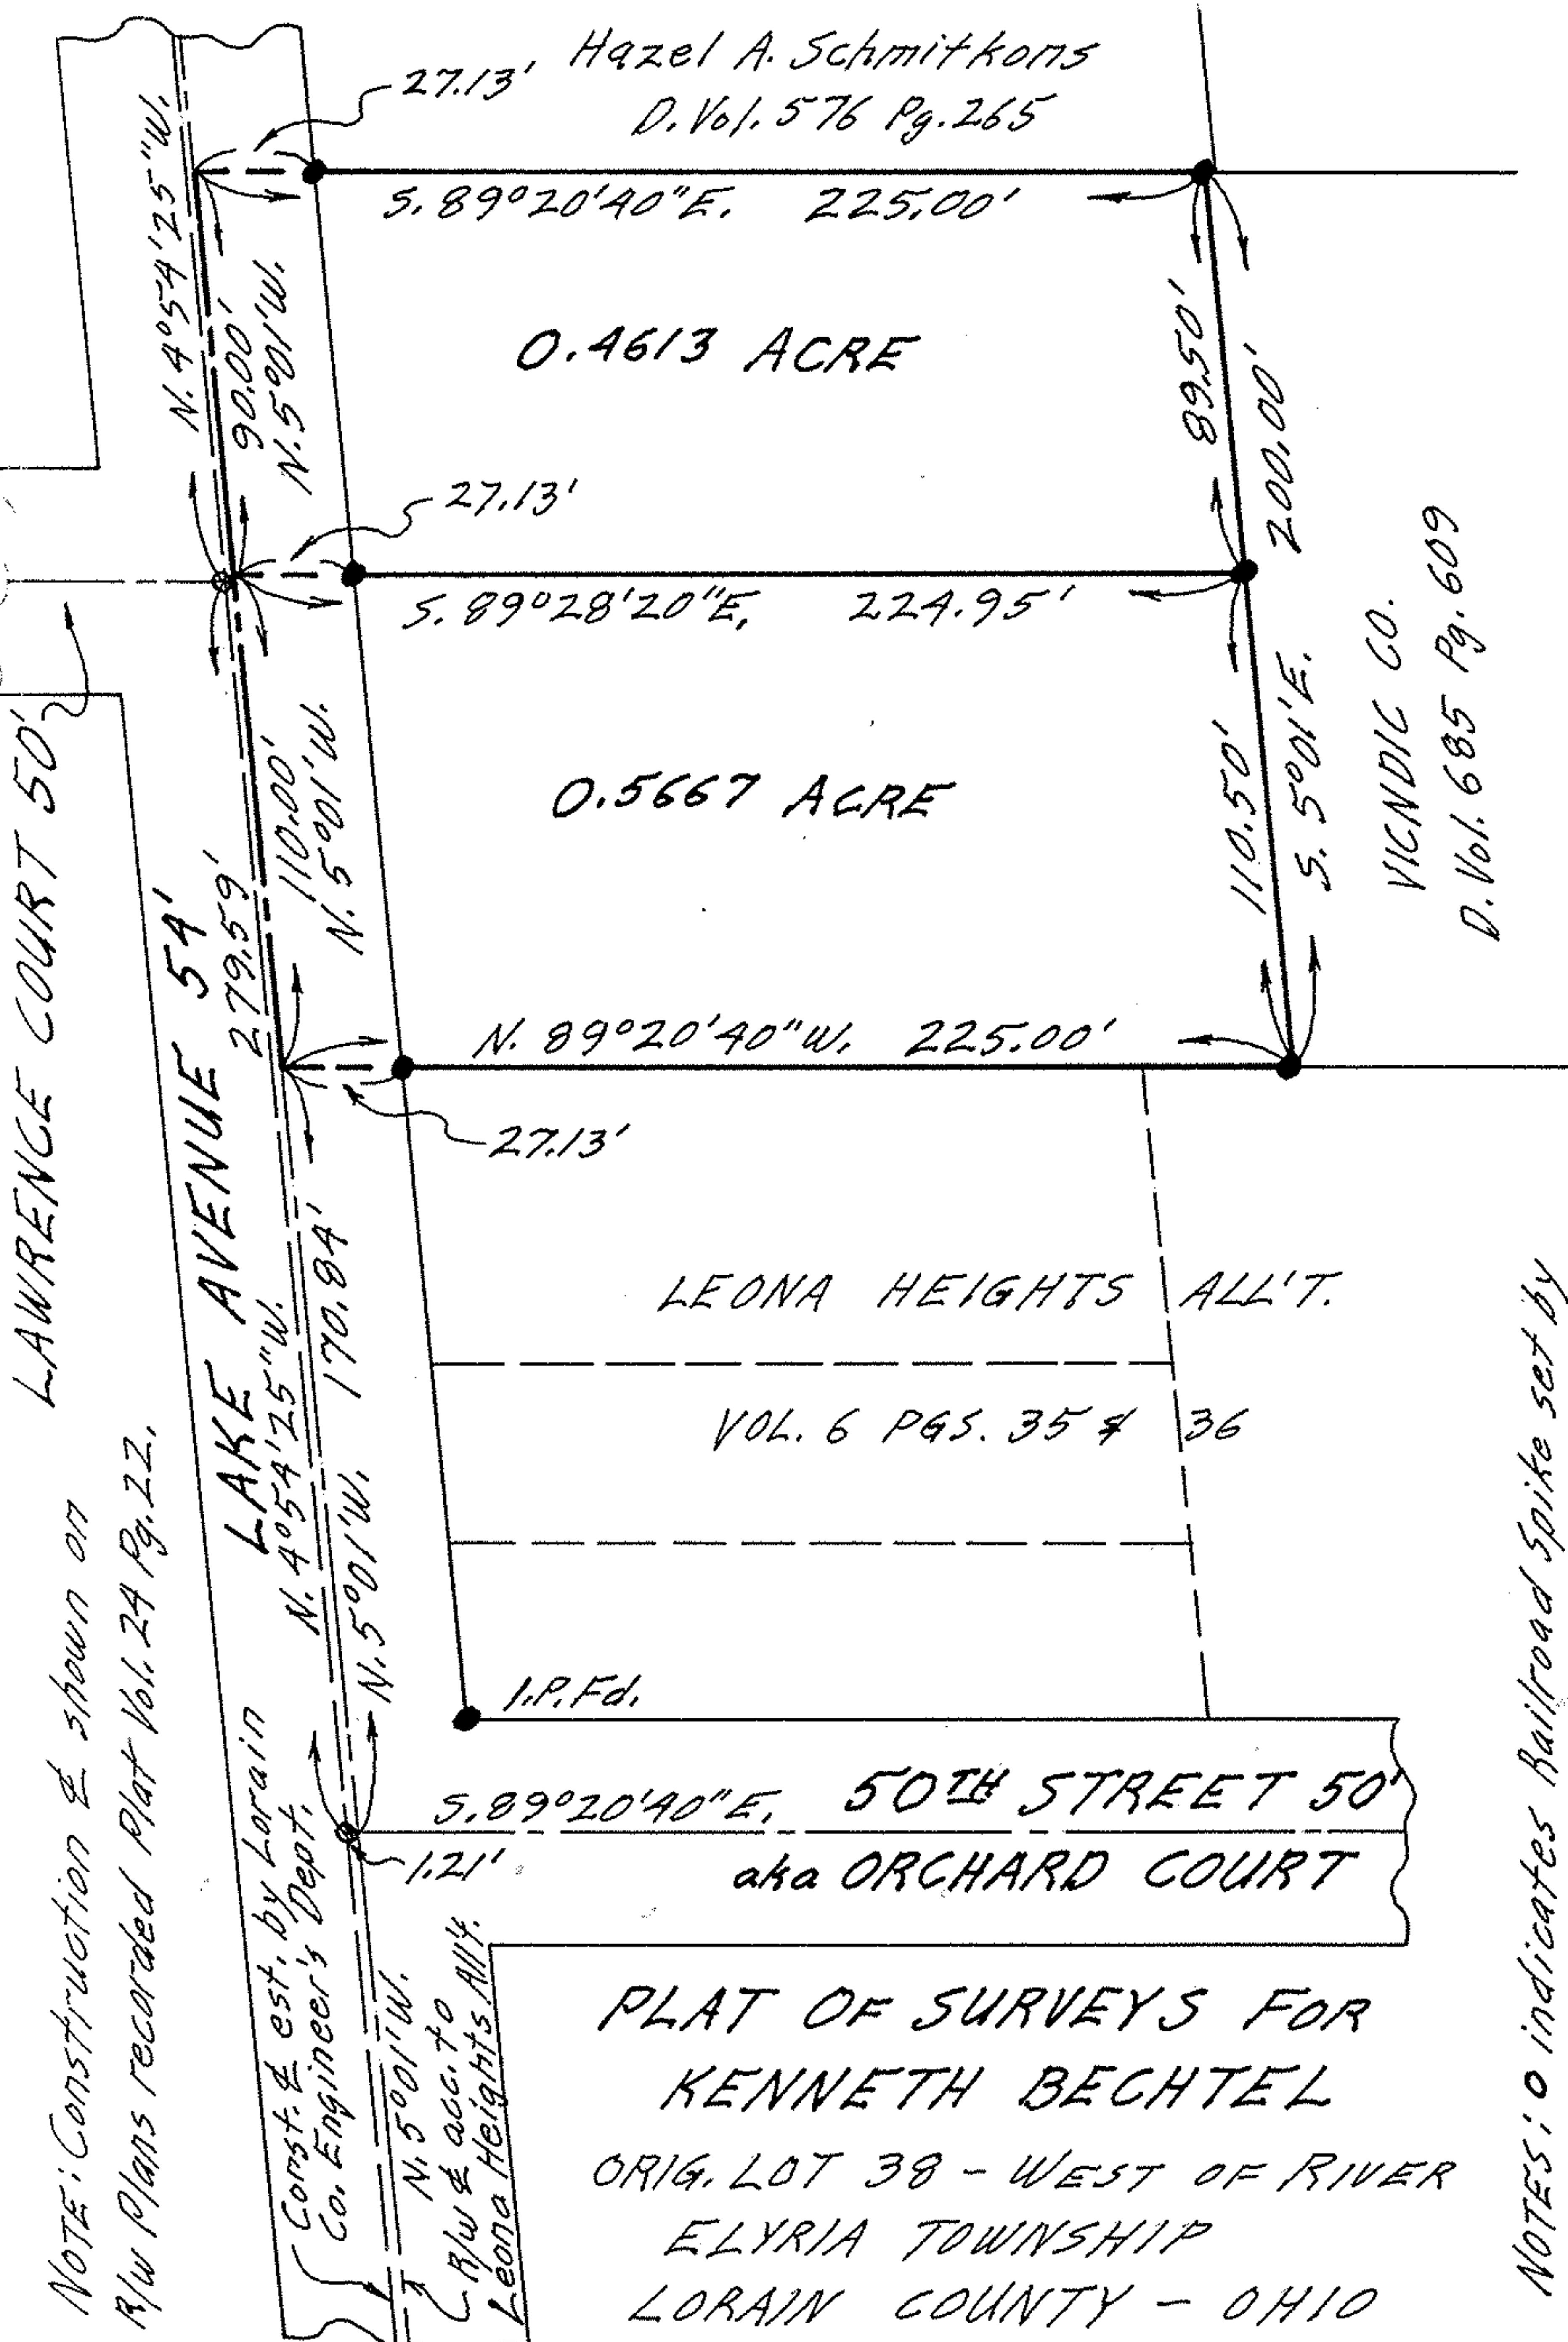 Hazel A. Schmitkons
D. Vol. 576 Pg. 265
27.13'
S. 89°20'40"E. 225.00'
N. 4°54'25"W.
90.00'
N. 5°01'W.
0.4613 ACRE
89.50'
200.00'
27.13'
S. 89°28'20"E. 224.95'
VICNDIC CO.
D. Vol. 685 Pg. 609
LAWRENCE COURT 50'
110.00'
N. 5°01'W.
0.5667 ACRE
110.50'
S. 5°01'E.
LAKE AVENUE 54'
279.59'
N. 89°20'40"W. 225.00'
27.13'
N. 4°54'25"W.
170.84'
N. 5°01'W.
LEONA HEIGHTS ALL'T.
VOL. 6 PGS. 35 & 36
I.P. Fd.
S. 89°20'40"E.
50TH STREET 50'
aka ORCHARD COURT
1.21'
NOTE: Construction ℄ shown on
R/W Plans recorded Plat Vol. 24 Pg. 22.
Const. ℄ est. by Lorain
Co. Engineer's Dept.
N. 5°01'W.
R/W ℄ acc. to
Leona Heights All't.
PLAT OF SURVEYS FOR
KENNETH BECHTEL
ORIG. LOT 38 - WEST OF RIVER
ELYRIA TOWNSHIP
LORAIN COUNTY - OHIO
NOTES: O indicates Railroad Spike set by